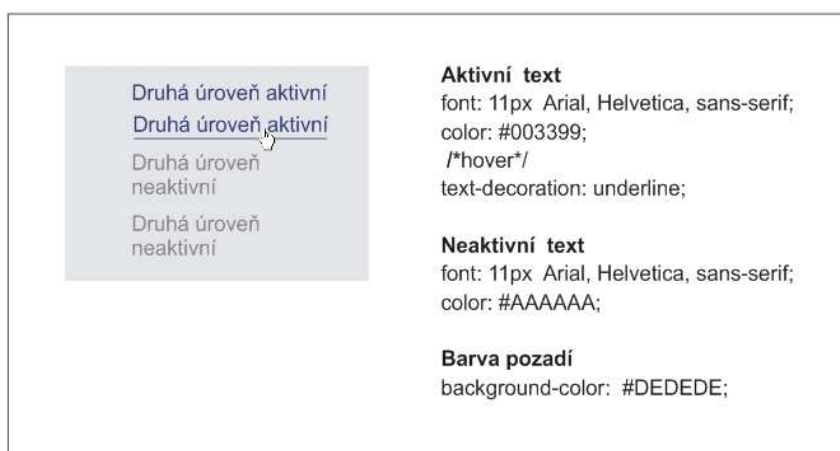 Druhá úroveň aktivní
Druhá úroveň aktivní
Druhá úroveň
neaktivní
Druhá úroveň
neaktivní
Aktivní text
font: 11px Arial, Helvetica, sans-serif;
color: #003399;
/*hover*/
text-decoration: underline;
Neaktivní text
font: 11px Arial, Helvetica, sans-serif;
color: #AAAAAA;
Barva pozadí
background-color: #DEDEDE;